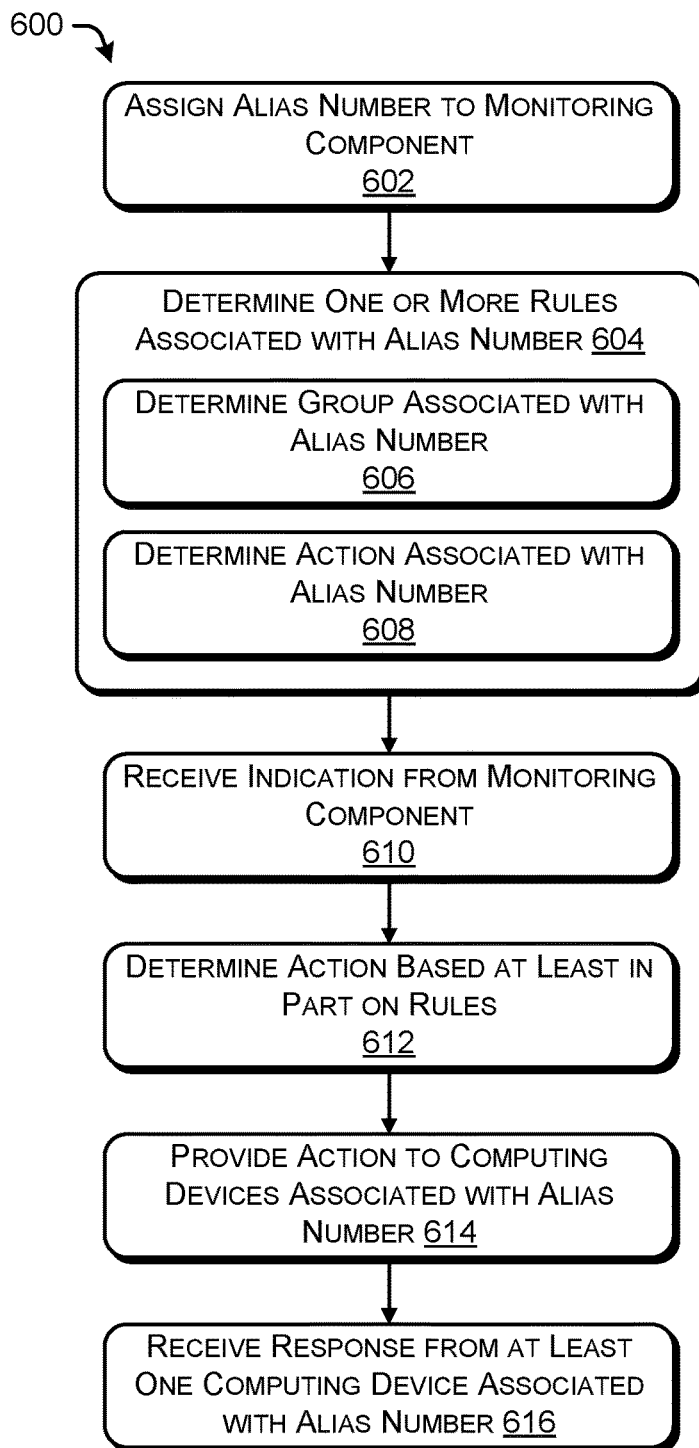 600
ASSIGN ALIAS NUMBER TO MONITORING
COMPONENT
602
DETERMINE ONE OR MORE RULES
ASSOCIATED WITH ALIAS NUMBER 604
DETERMINE GROUP ASSOCIATED WITH
ALIAS NUMBER
606
DETERMINE ACTION ASSOCIATED WITH
ALIAS NUMBER
608
RECEIVE INDICATION FROM MONITORING
COMPONENT
610
DETERMINE ACTION BASED AT LEAST IN
PART ON RULES
612
PROVIDE ACTION TO COMPUTING
DEVICES ASSOCIATED WITH ALIAS
NUMBER 614
RECEIVE RESPONSE FROM AT LEAST
ONE COMPUTING DEVICE ASSOCIATED
WITH ALIAS NUMBER 616